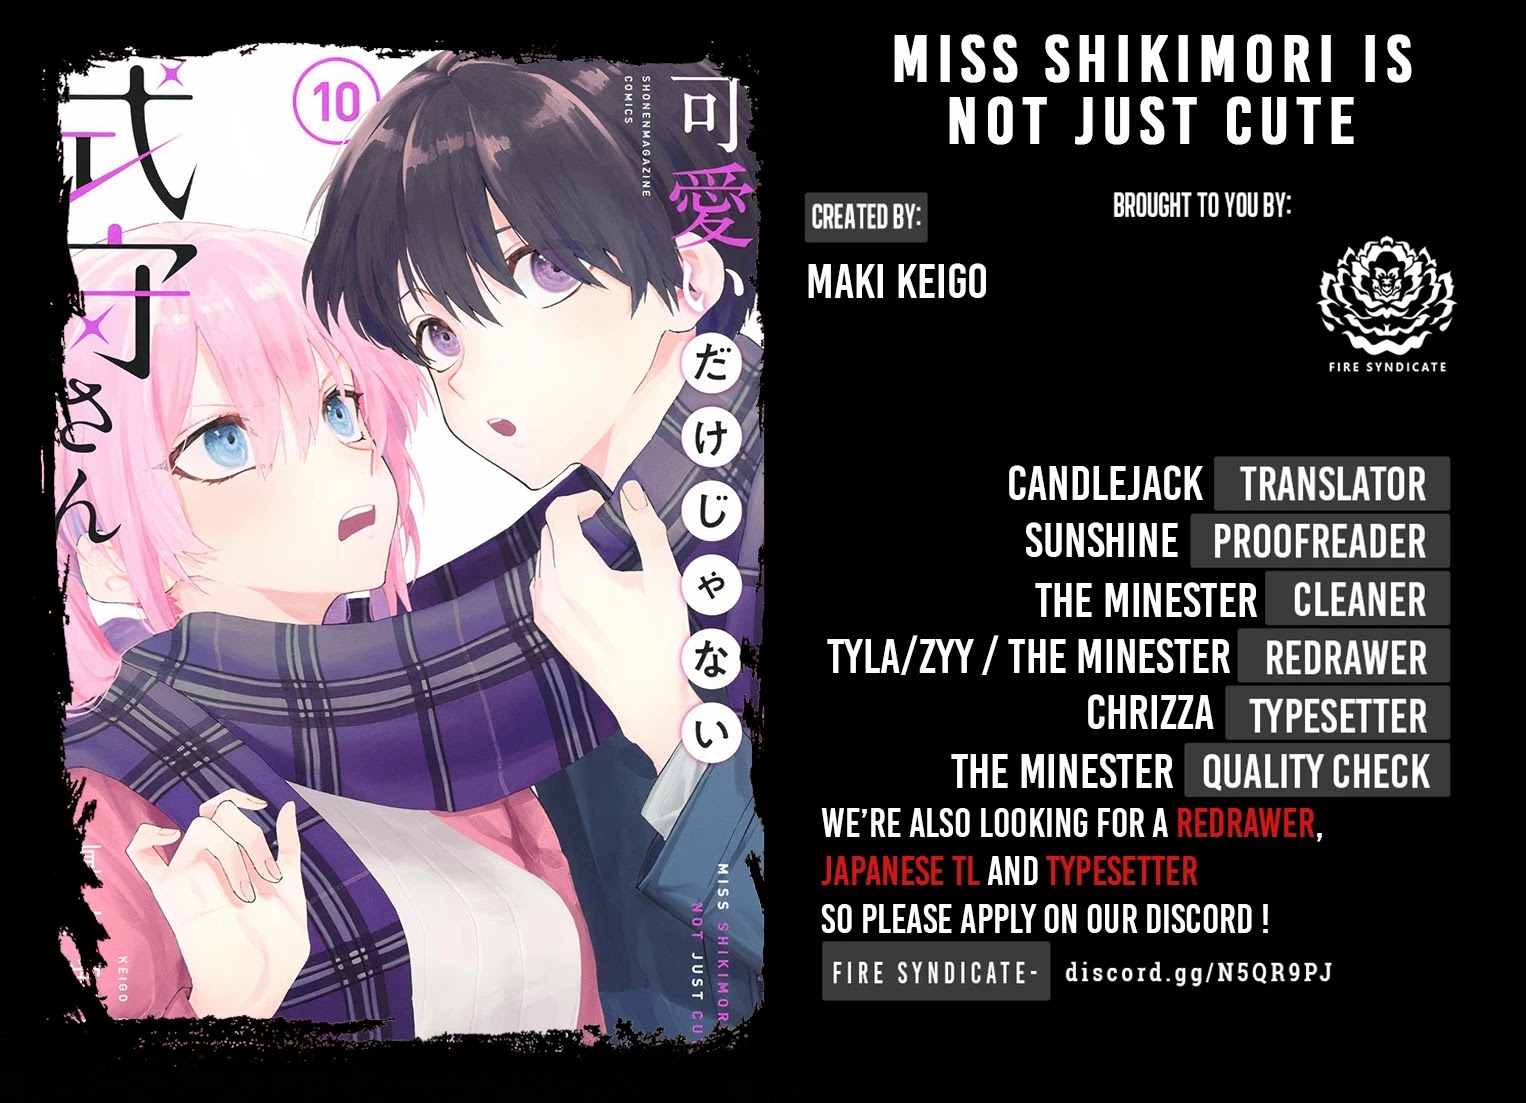 式守さん
10
SHONENMAGAZINE
COMICS
可愛い
だけじゃない
KEIGO
MISS SHIKIMOR
NOT JUST CU
MISS SHIKIMORI IS
NOT JUST CUTE
CREATED BY:
MAKI KEIGO
BROUGHT TO YOU BY:
FIRE SYNDICATE
CANDLEJACK TRANSLATOR
SUNSHINE PROOFREADER
THE MINESTER CLEANER
TYLA/ZYY / THE MINESTER REDRAWER
CHRIZZA TYPESETTER
THE MINESTER QUALITY CHECK
WE'RE ALSO LOOKING FOR A REDRAWER,
JAPANESE TL AND TYPESETTER
SO PLEASE APPLY ON OUR DISCORD !
FIRE SYNDICATE- discord.gg/N5QR9PJ